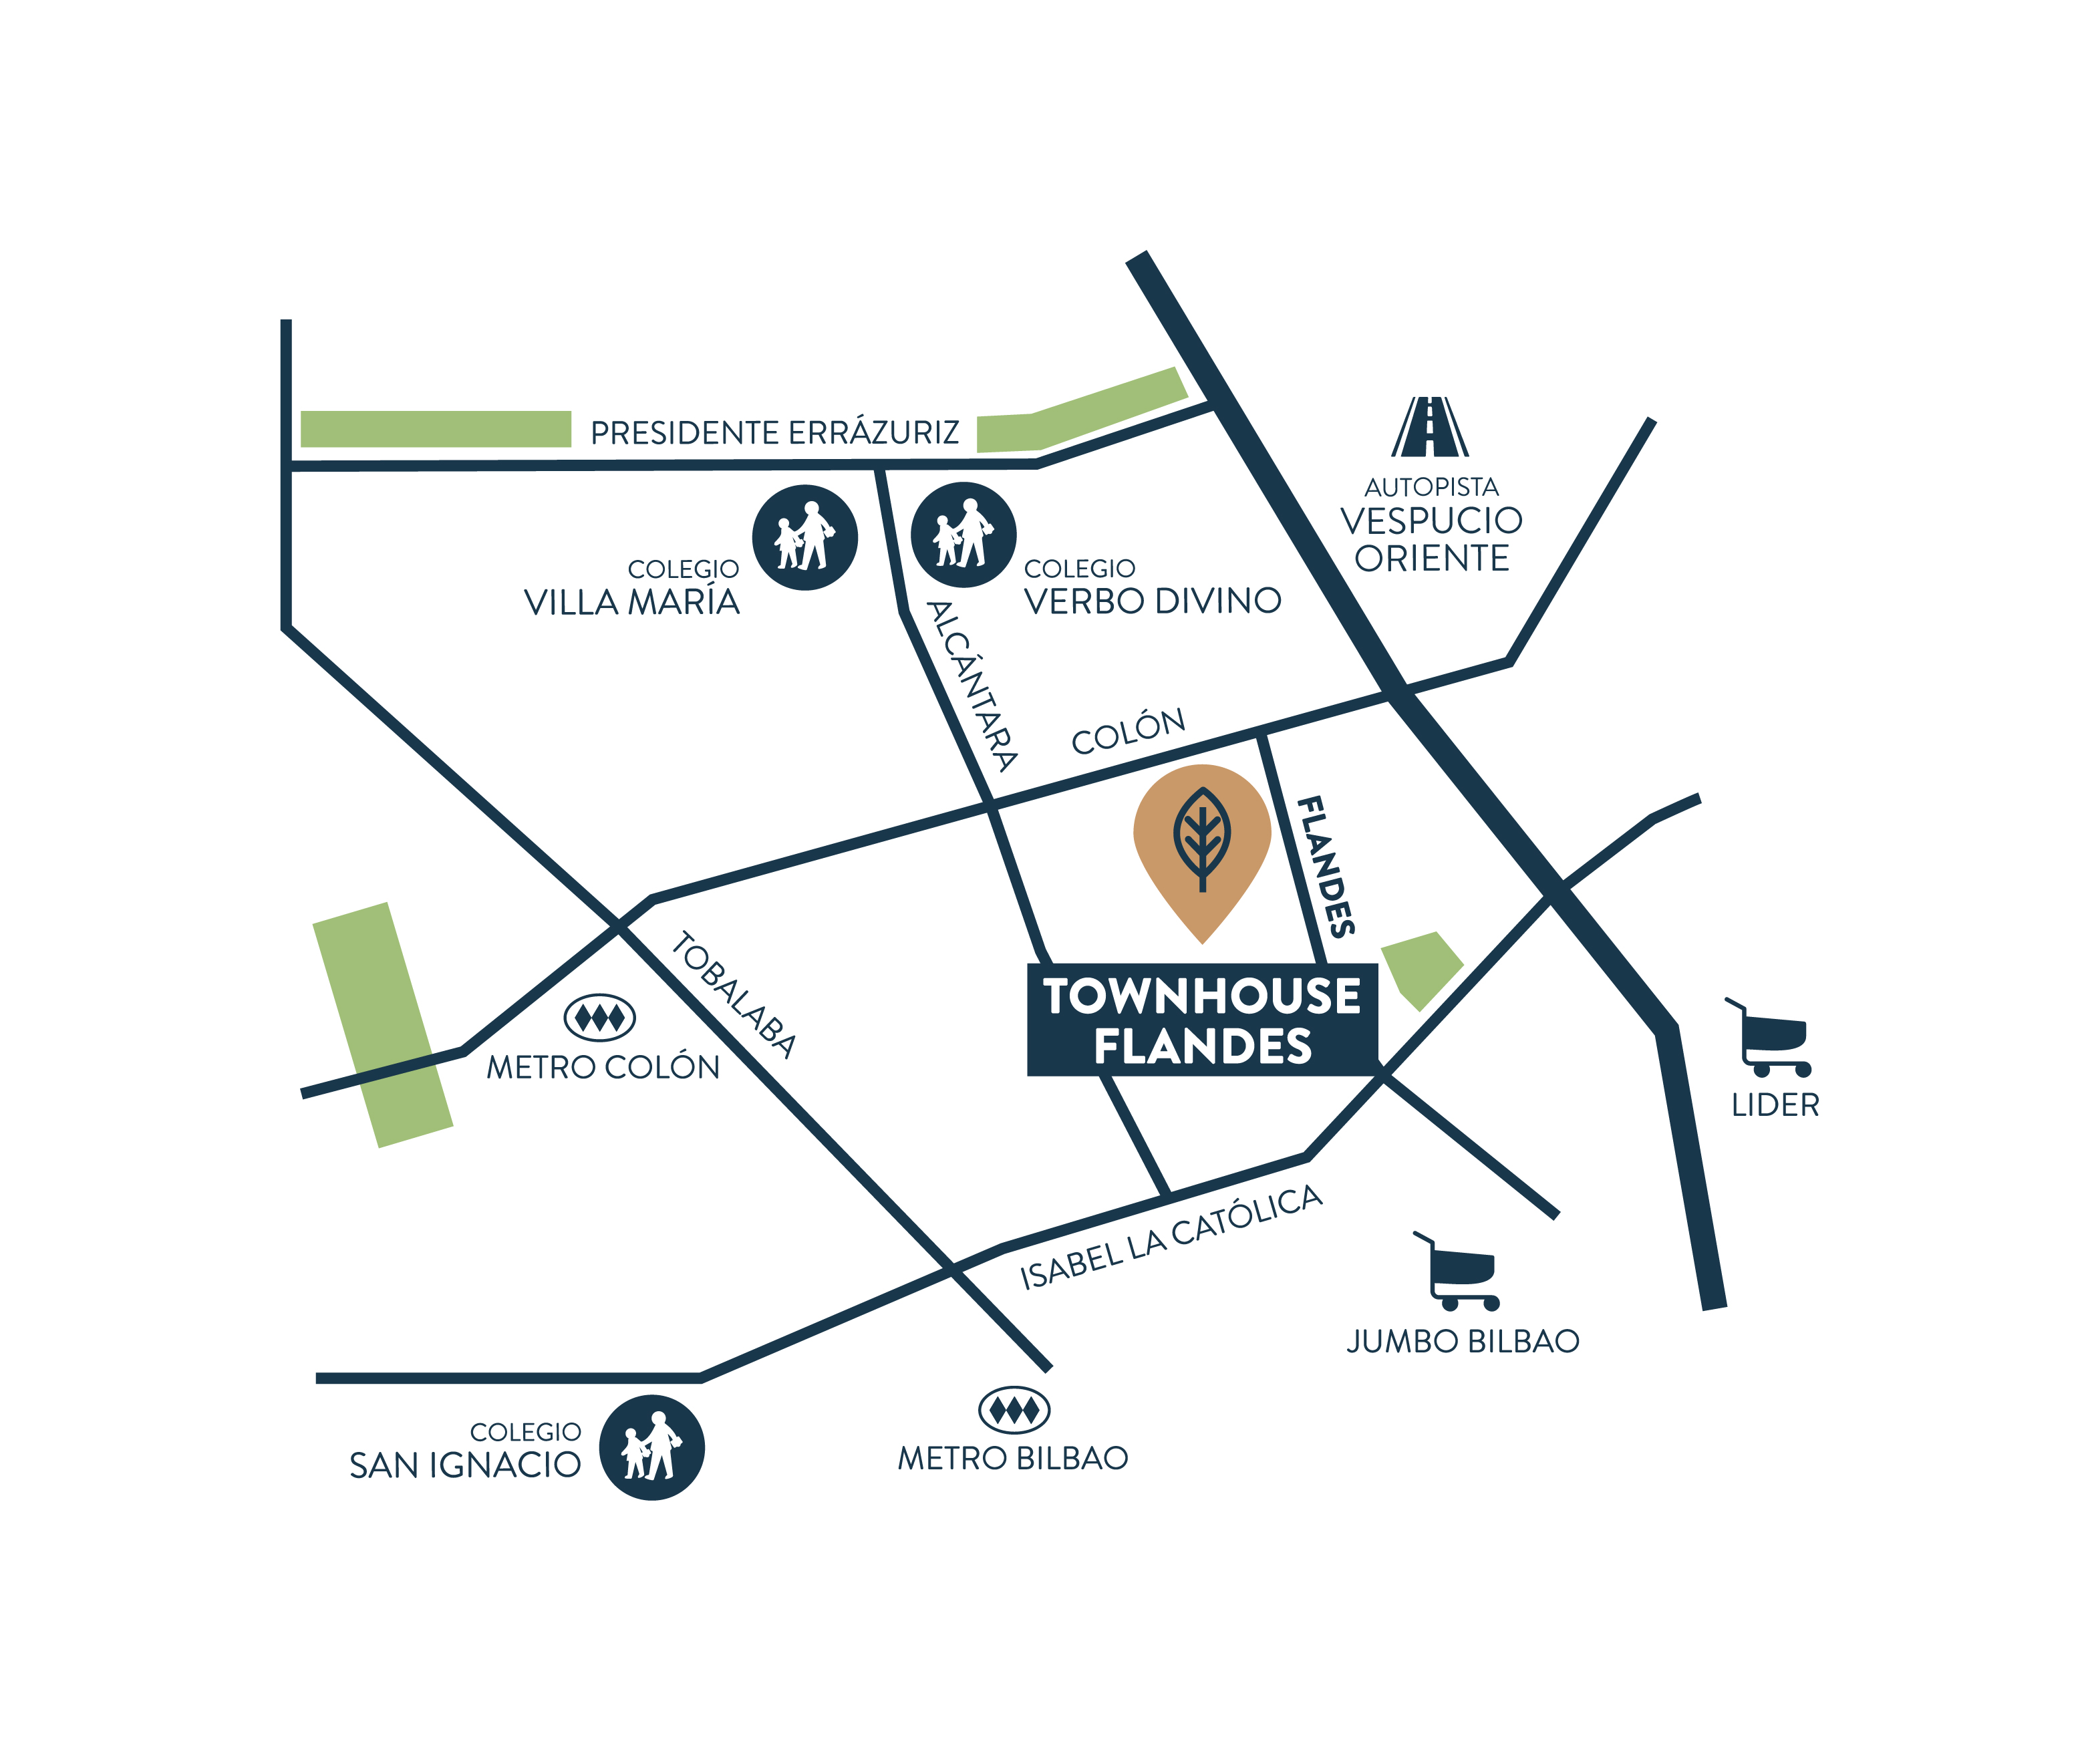 PRESIDENTE ERRÁZURIZ
AUTOPISTA
VESPUCIO
ORIENTE
COLEGIO
VILLA MARÍA
COLEGIO
VERBO DIVINO
ALCÁNTARA
COLÓN
FLANDES
TOBALABA
TOWNHOUSE
FLANDES
METRO COLÓN
LIDER
ISABEL LA CATÓLICA
JUMBO BILBAO
COLEGIO
SAN IGNACIO
METRO BILBAO